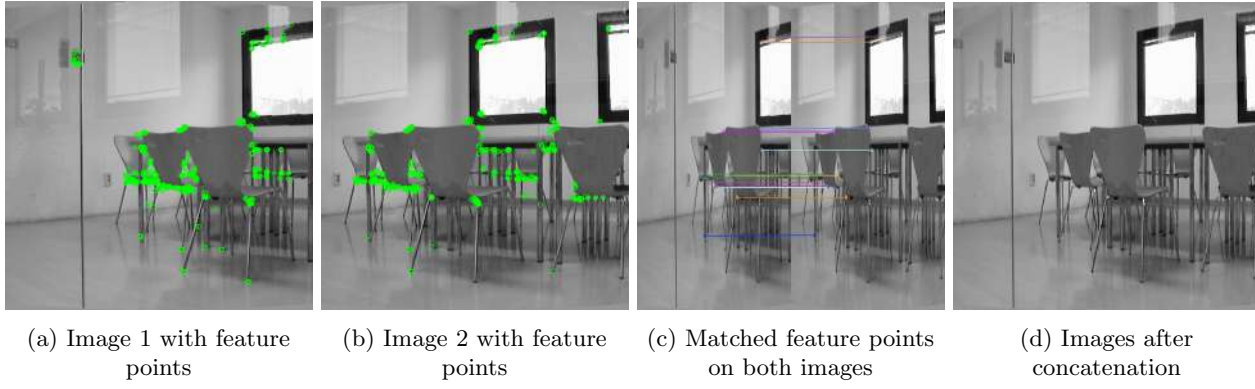 (a) Image 1 with feature
points
(b) Image 2 with feature
points
(c) Matched feature points
on both images
(d) Images after
concatenation